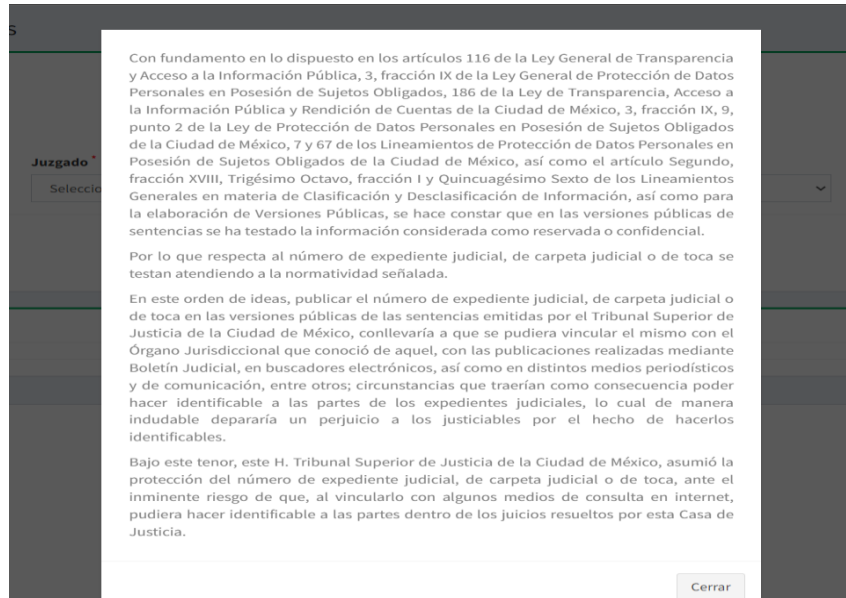 s
Con fundamento en lo dispuesto en los artículos 116 de la Ley General de Transparencia
y Acceso a la Información Pública, 3, fracción IX de la Ley General de Protección de Datos
Personales en Posesión de Sujetos Obligados, 186 de la Ley de Transparencia, Acceso a
la Información Pública y Rendición de Cuentas de la Ciudad de México, 3, fracción IX, 9,
punto 2 de la Ley de Protección de Datos Personales en Posesión de Sujetos Obligados
de la Ciudad de México, 7 y 67 de los Lineamientos de Protección de Datos Personales en
Posesión de Sujetos Obligados de la Ciudad de México, así como el artículo Segundo,
fracción XVIII, Trigésimo Octavo, fracción I y Quincuagésimo Sexto de los Lineamientos
Generales en materia de Clasificación y Desclasificación de Información, así como para
la elaboración de Versiones Públicas, se hace constar que en las versiones públicas de
sentencias se ha testado la información considerada como reservada o confidencial.
Por lo que respecta al número de expediente judicial, de carpeta judicial o de toca se
testan atendiendo a la normatividad señalada.
En este orden de ideas, publicar el número de expediente judicial, de carpeta judicial o
de toca en las versiones públicas de las sentencias emitidas por el Tribunal Superior de
Justicia de la Ciudad de México, conllevaría a que se pudiera vincular el mismo con el
Órgano Jurisdiccional que conoció de aquel, con las publicaciones realizadas mediante
Boletín Judicial, en buscadores electrónicos, así como en distintos medios periodísticos
y de comunicación, entre otros; circunstancias que traerían como consecuencia poder
hacer identificable a las partes de los expedientes judiciales, lo cual de manera
indudable depararía un perjuicio a los justiciables por el hecho de hacerlos
identificables.
Bajo este tenor, este H. Tribunal Superior de Justicia de la Ciudad de México, asumió la
protección del número de expediente judicial, de carpeta judicial o de toca, ante el
inminente riesgo de que, al vincularlo con algunos medios de consulta en internet,
pudiera hacer identificable a las partes dentro de los juicios resueltos por esta Casa de
Justicia.
Juzgado *
Seleccio
Cerrar